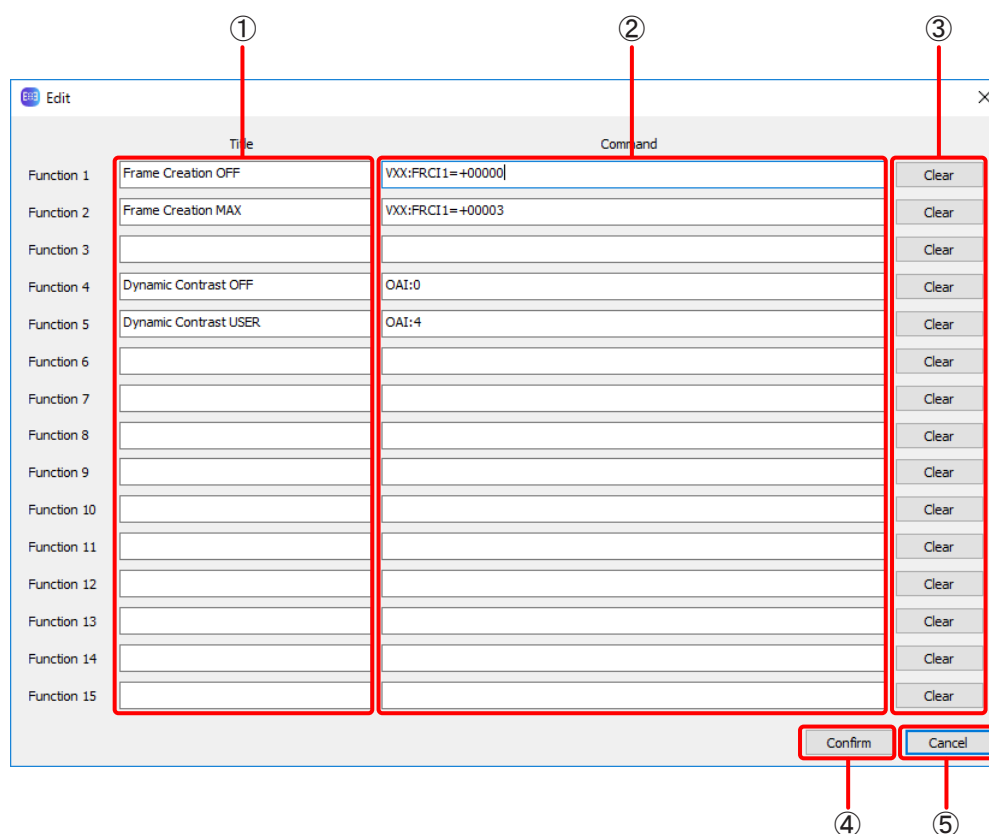 ① ② ③
Edit
Title Command
Function 1 Frame Creation OFF VXX:FRCI1=+00000 Clear
Function 2 Frame Creation MAX VXX:FRCI1=+00003 Clear
Function 3 Clear
Function 4 Dynamic Contrast OFF OAI:0 Clear
Function 5 Dynamic Contrast USER OAI:4 Clear
Function 6 Clear
Function 7 Clear
Function 8 Clear
Function 9 Clear
Function 10 Clear
Function 11 Clear
Function 12 Clear
Function 13 Clear
Function 14 Clear
Function 15 Clear
Confirm Cancel
④ ⑤